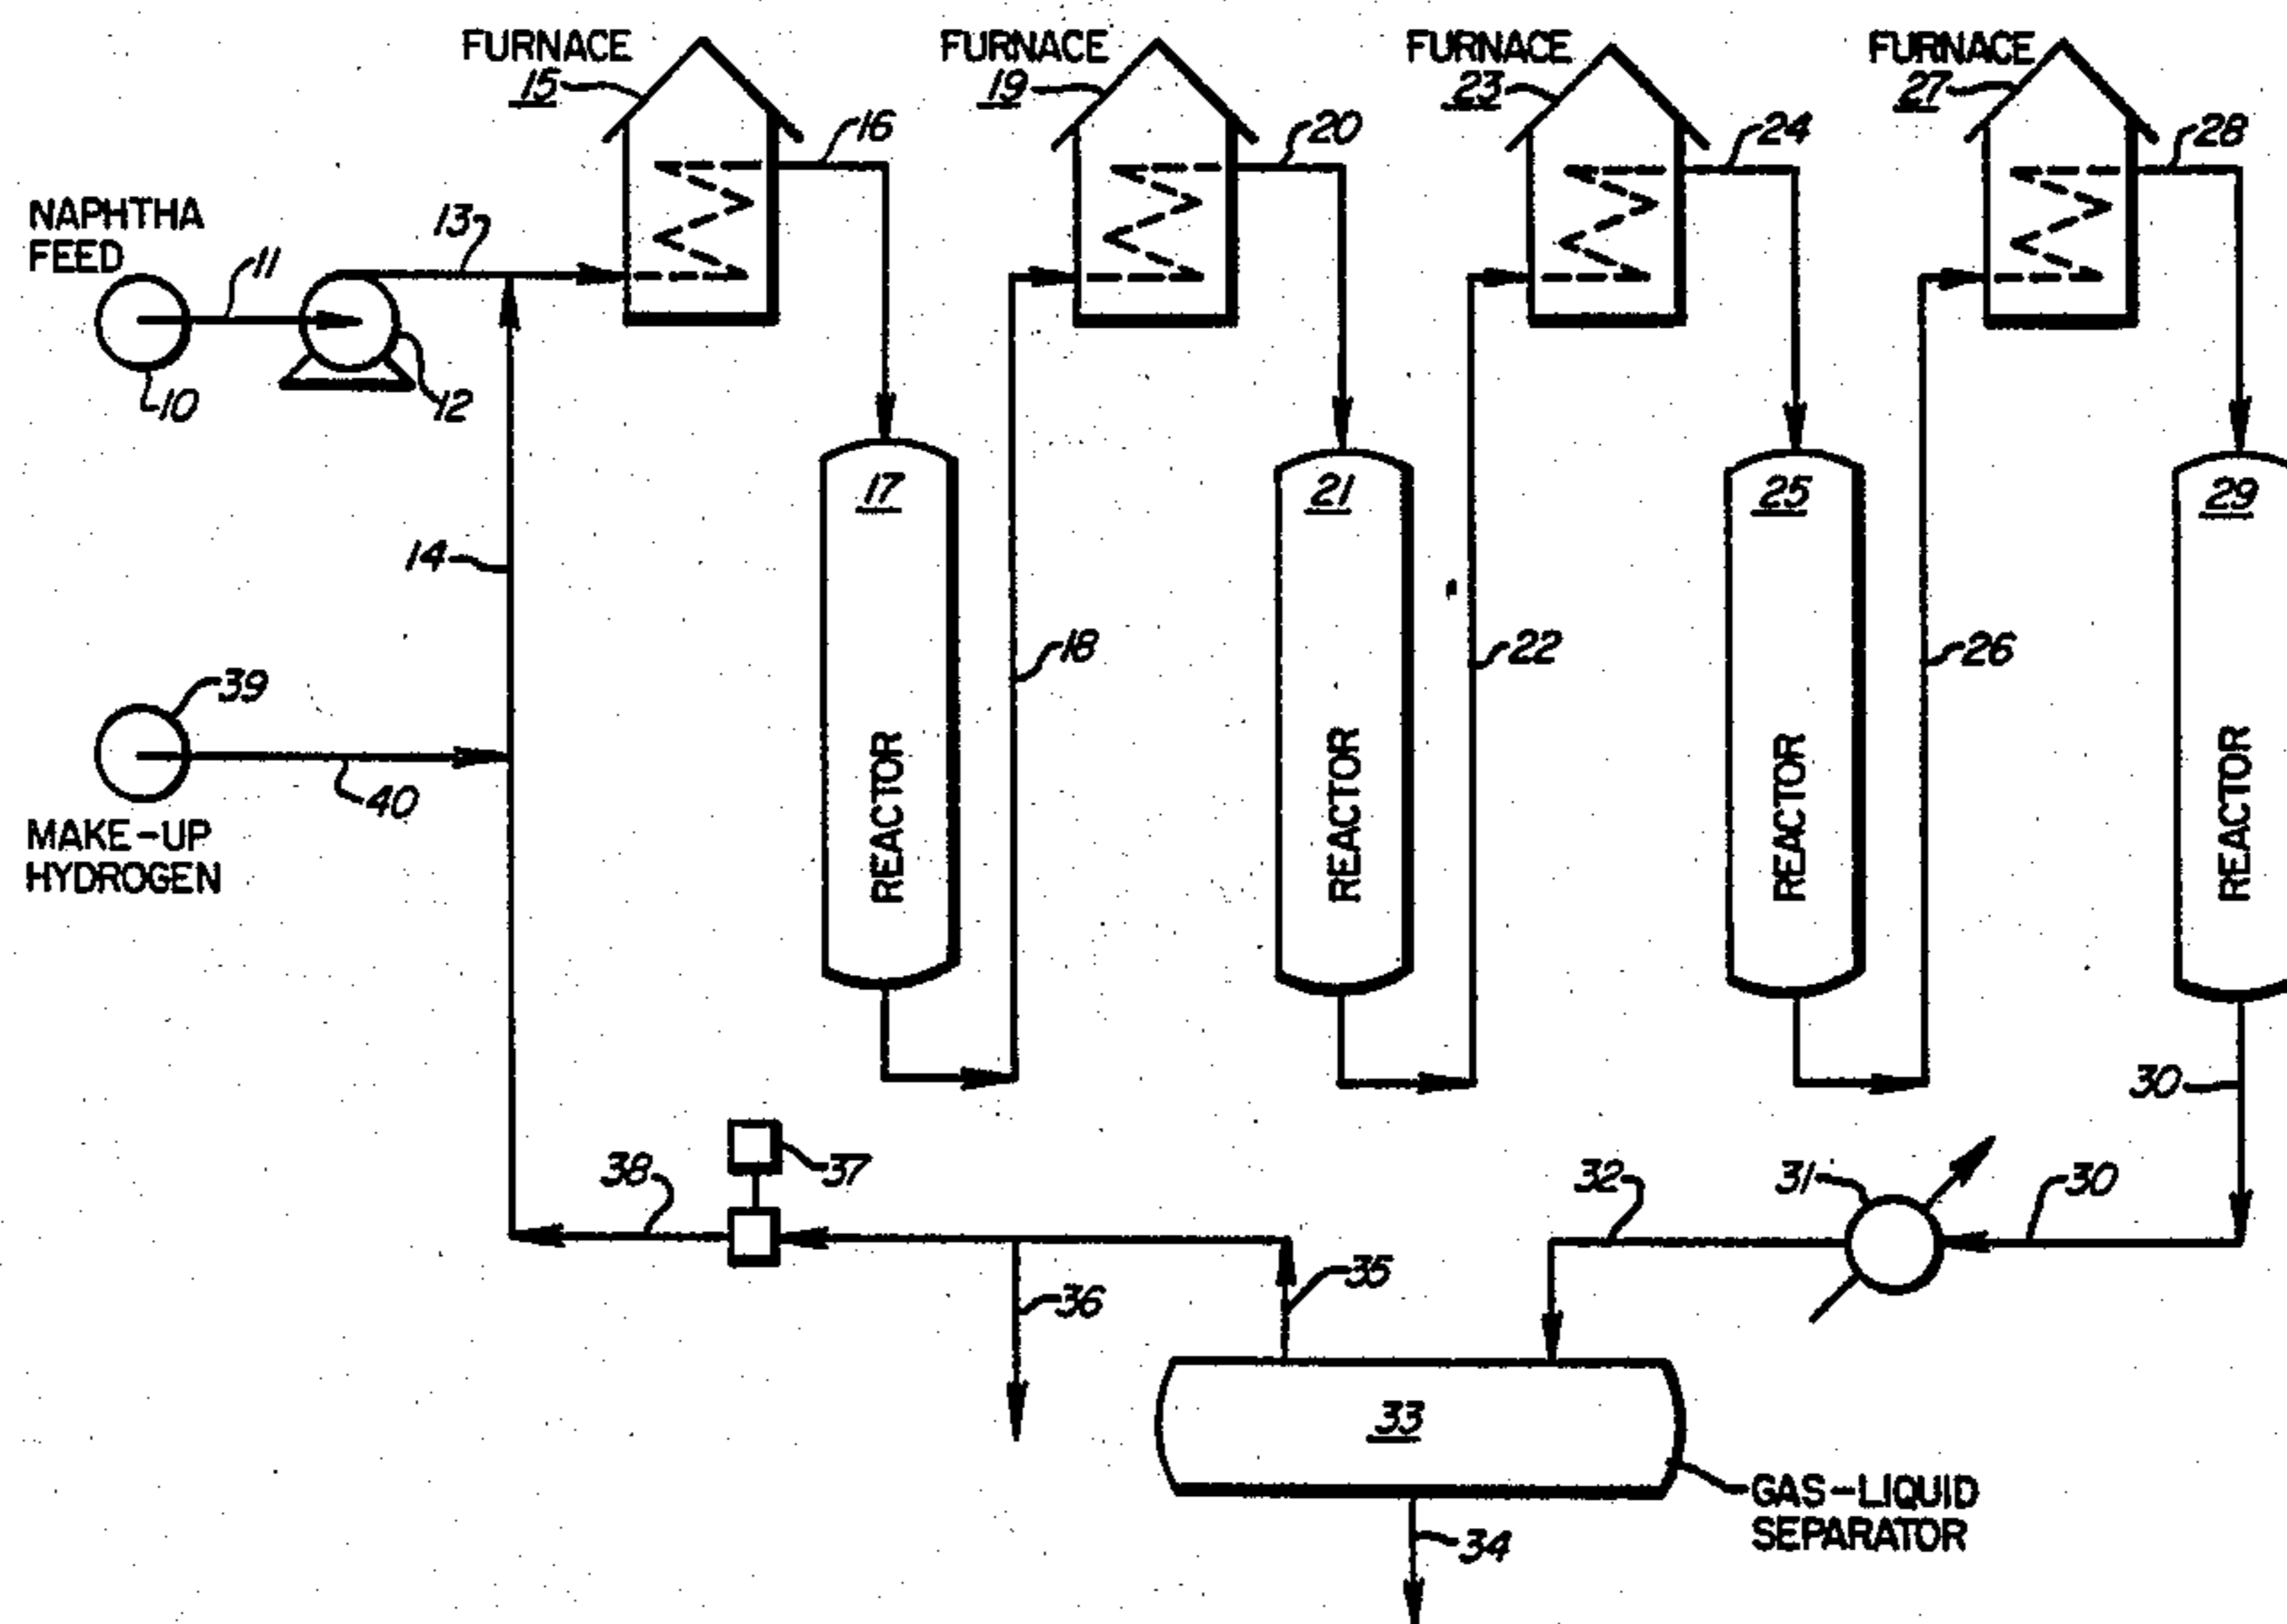 FURNACE
15
FURNACE
19
FURNACE
23
FURNACE
27
16
20
24
28
NAPHTHA
FEED
11
13
10
12
17
21
25
29
14
18
22
26
39
40
MAKE-UP
HYDROGEN
REACTOR
REACTOR
REACTOR
REACTOR
30
37
38
32
31
30
36
35
33
GAS-LIQUID
SEPARATOR
34